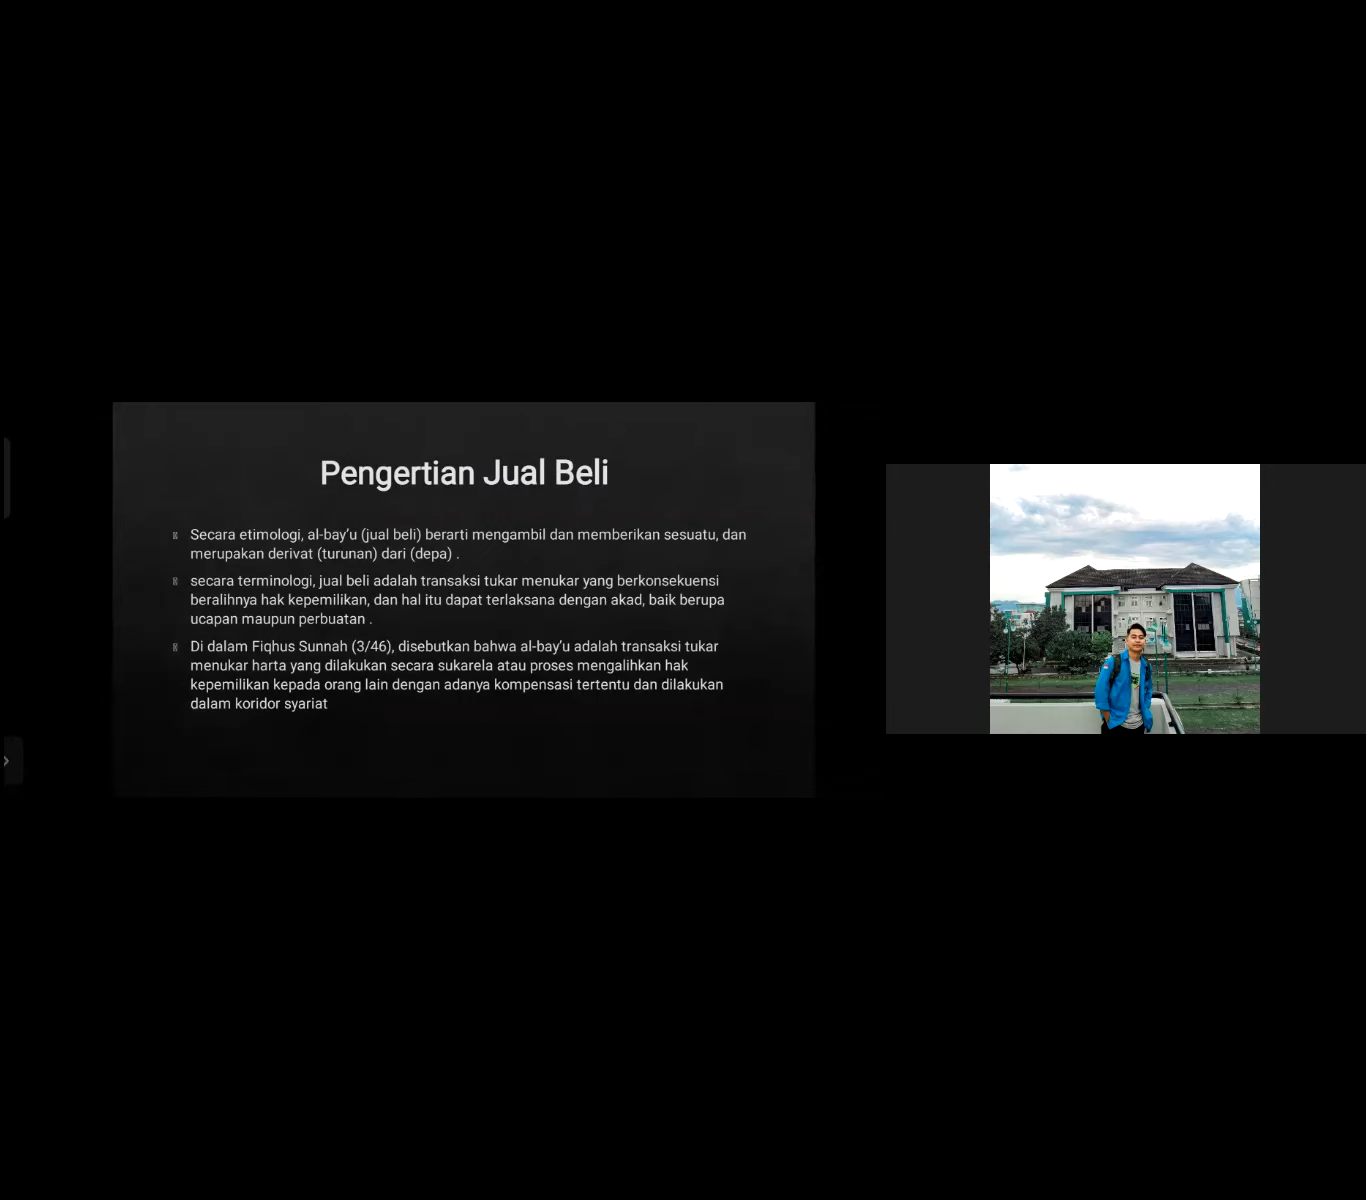 Pengertian Jual Beli
Secara etimologi, al-bay’u (jual beli) berarti mengambil dan memberikan sesuatu, dan
merupakan derivat (turunan) dari (depa) .
secara terminologi, jual beli adalah transaksi tukar menukar yang berkonsekuensi
beralihnya hak kepemilikan, dan hal itu dapat terlaksana dengan akad, baik berupa
ucapan maupun perbuatan .
Di dalam Fiqhus Sunnah (3/46), disebutkan bahwa al-bay’u adalah transaksi tukar
menukar harta yang dilakukan secara sukarela atau proses mengalihkan hak
kepemilikan kepada orang lain dengan adanya kompensasi tertentu dan dilakukan
dalam koridor syariat